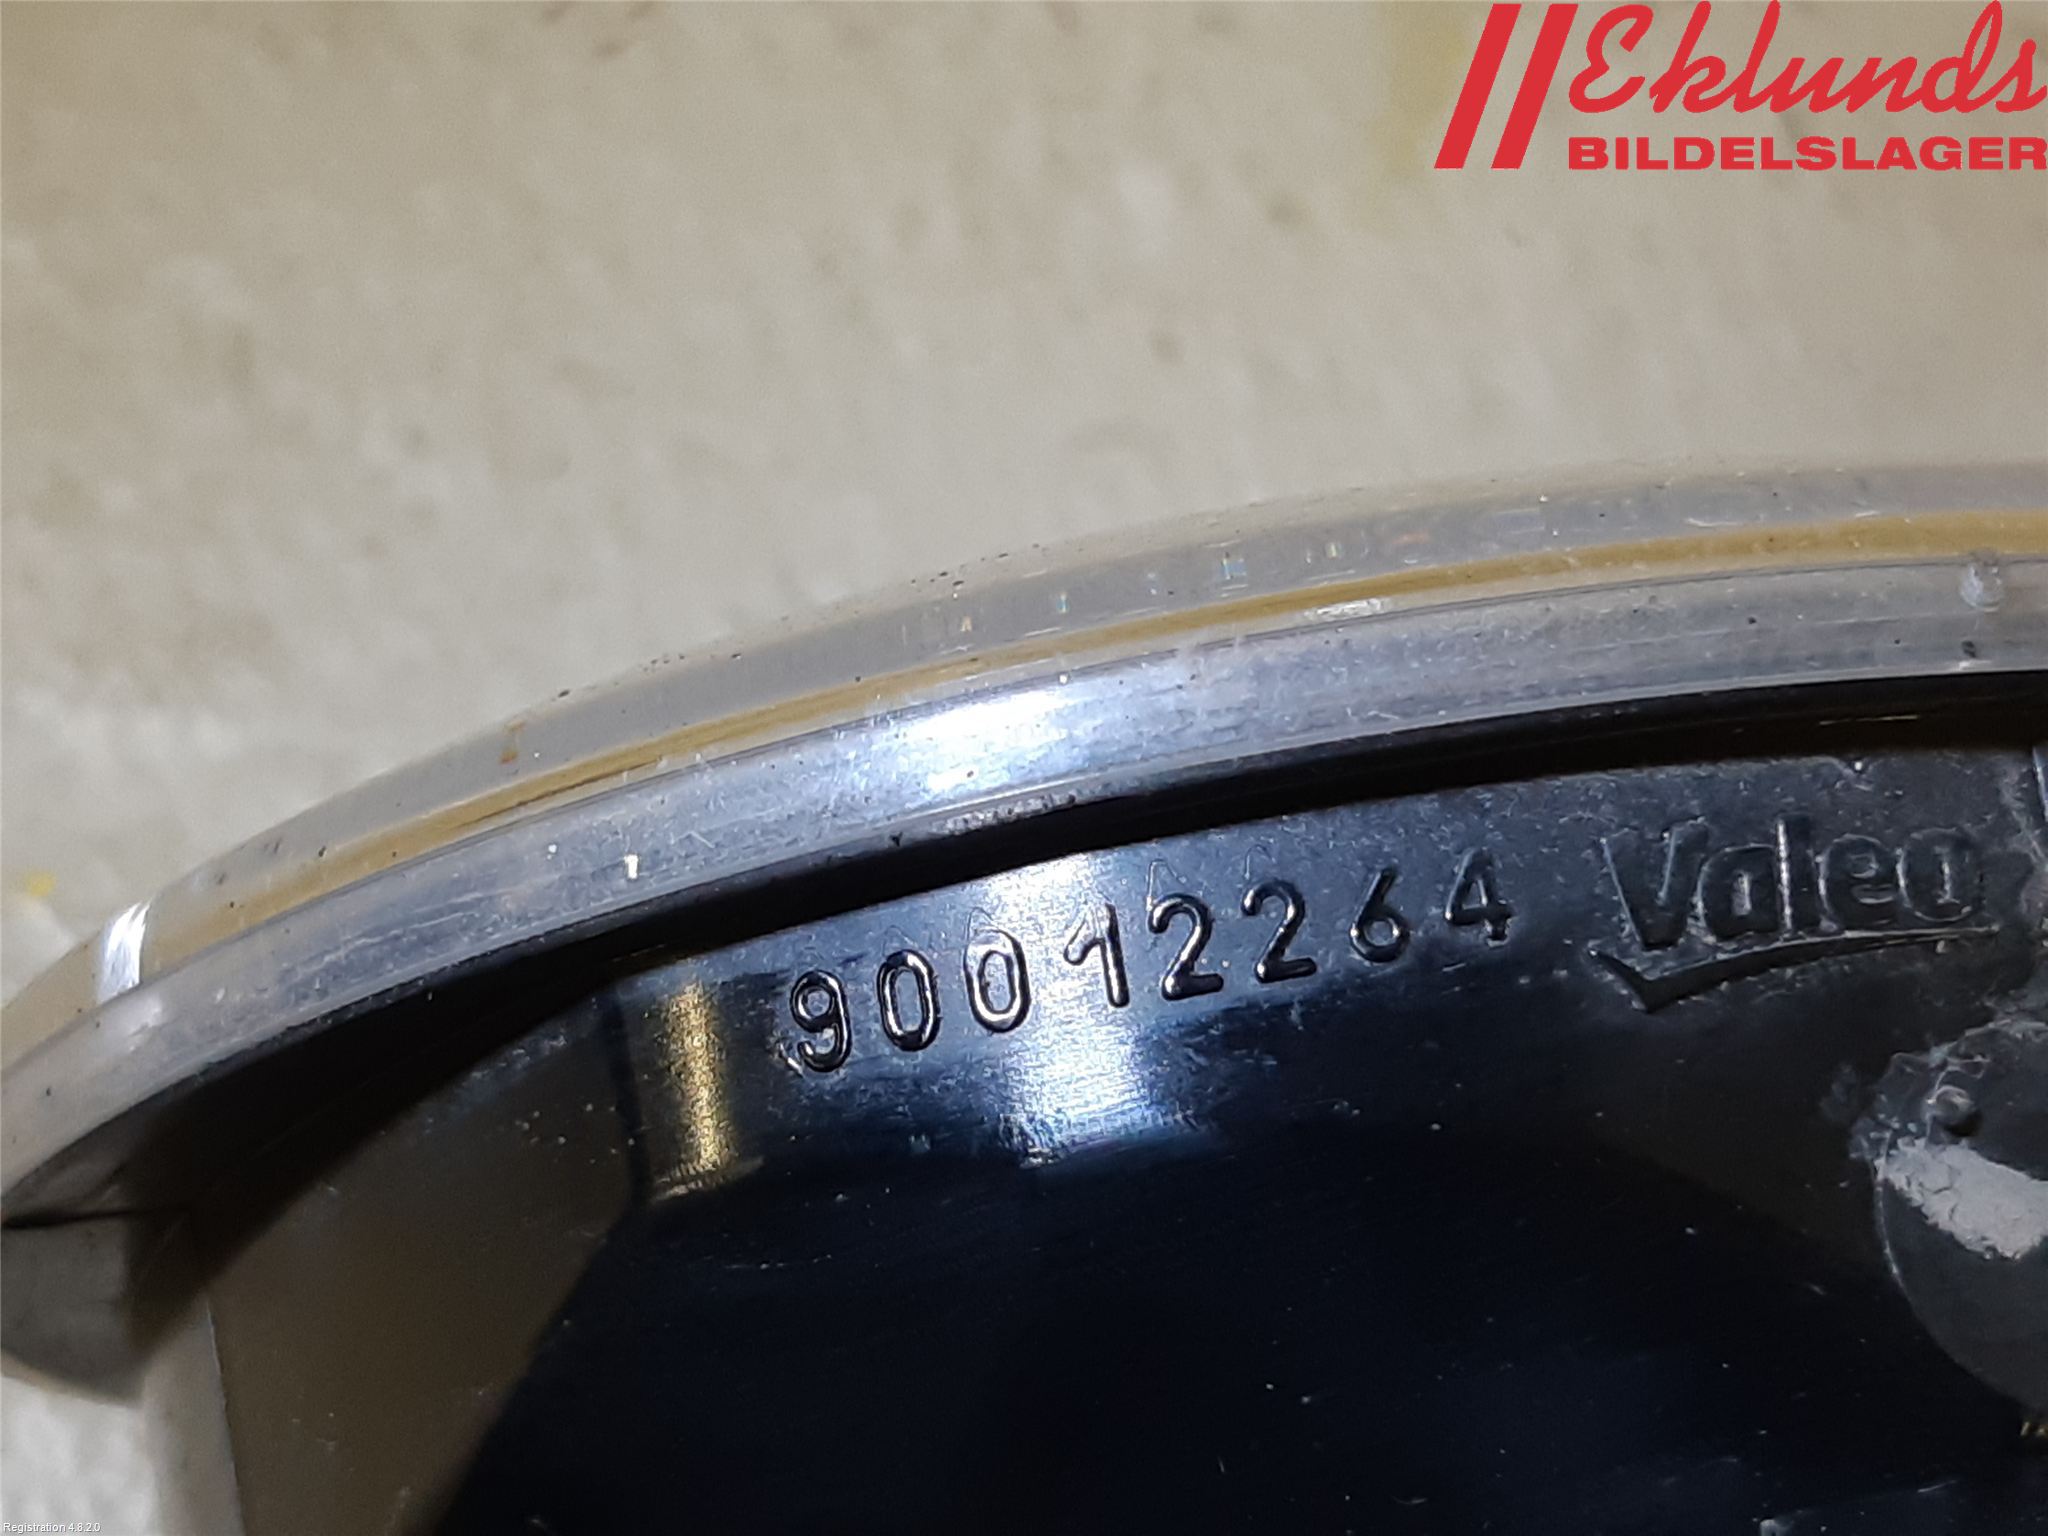 Eklunds
BILDELSLAGER
90012264 Valeo
Registration 4.8.2.0